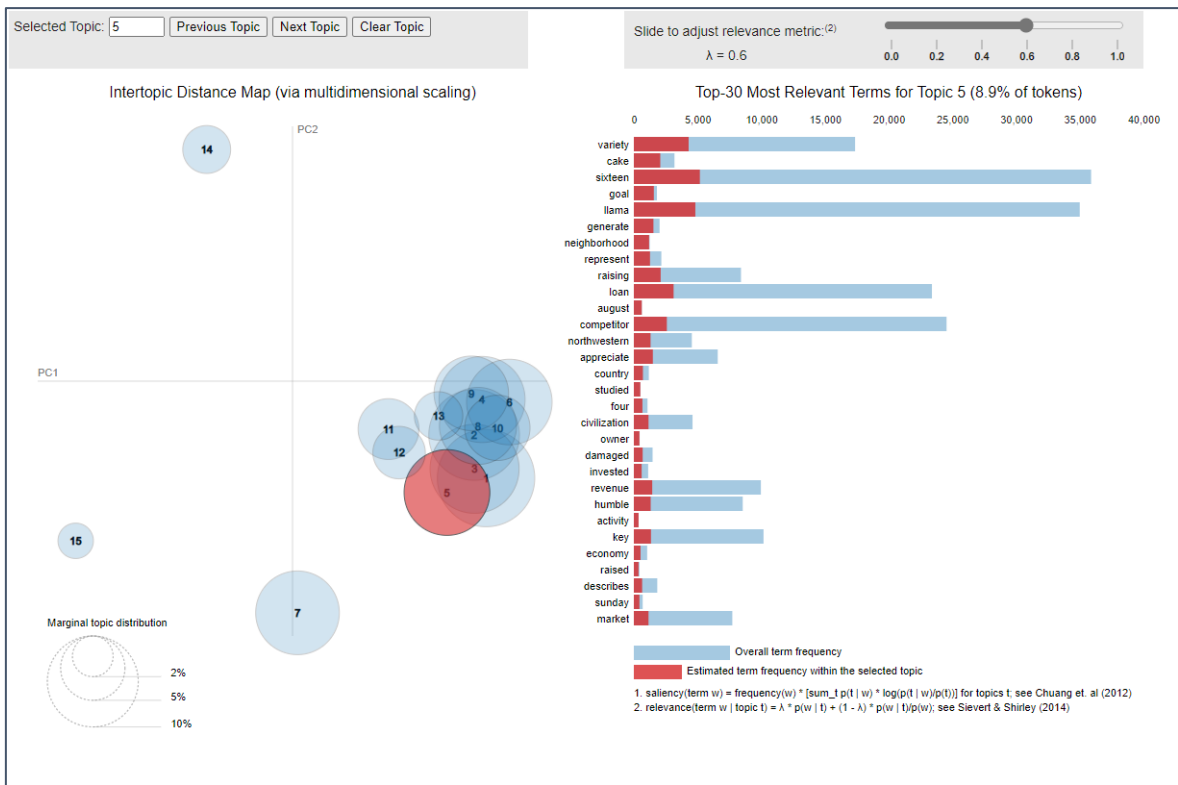 Selected Topic: 5 Previous Topic Next Topic Clear Topic
Slide to adjust relevance metric:(2)
λ = 0.6
0.0 0.2 0.4 0.6 0.8 1.0
Intertopic Distance Map (via multidimensional scaling)
PC2
PC1
14
9
4
6
13
11
8
10
2
12
3
1
5
15
7
Marginal topic distribution
2%
5%
10%
Top-30 Most Relevant Terms for Topic 5 (8.9% of tokens)
0 5,000 10,000 15,000 20,000 25,000 30,000 35,000 40,000
variety
cake
sixteen
goal
llama
generate
neighborhood
represent
raising
loan
august
competitor
northwestern
appreciate
country
studied
four
civilization
owner
damaged
invested
revenue
humble
activity
key
economy
raised
describes
sunday
market
Overall term frequency
Estimated term frequency within the selected topic
1. saliency(term w) = frequency(w) * [sum_t p(t | w) * log(p(t | w)/p(t))] for topics t; see Chuang et. al (2012)
2. relevance(term w | topic t) = λ * p(w | t) + (1 - λ) * p(w | t)/p(w); see Sievert & Shirley (2014)